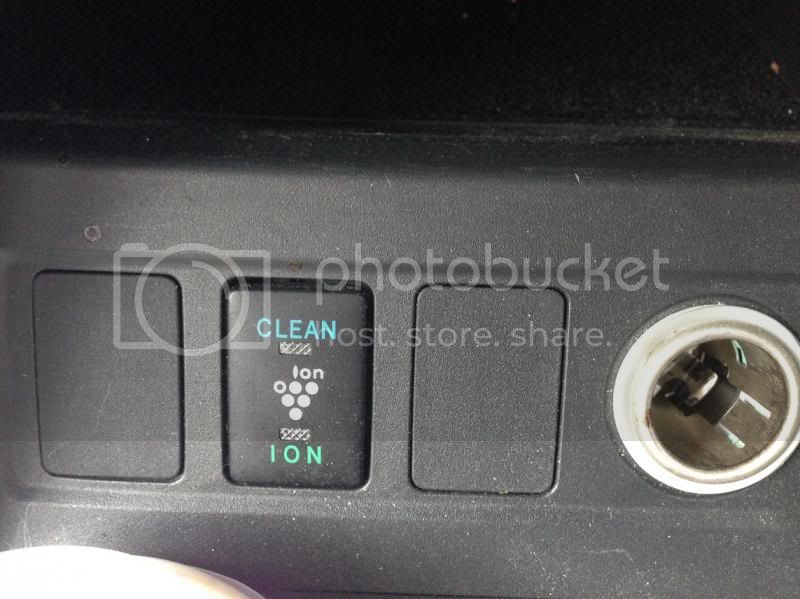 photobucket
CLEAN
host. store. share.
Ion
ION